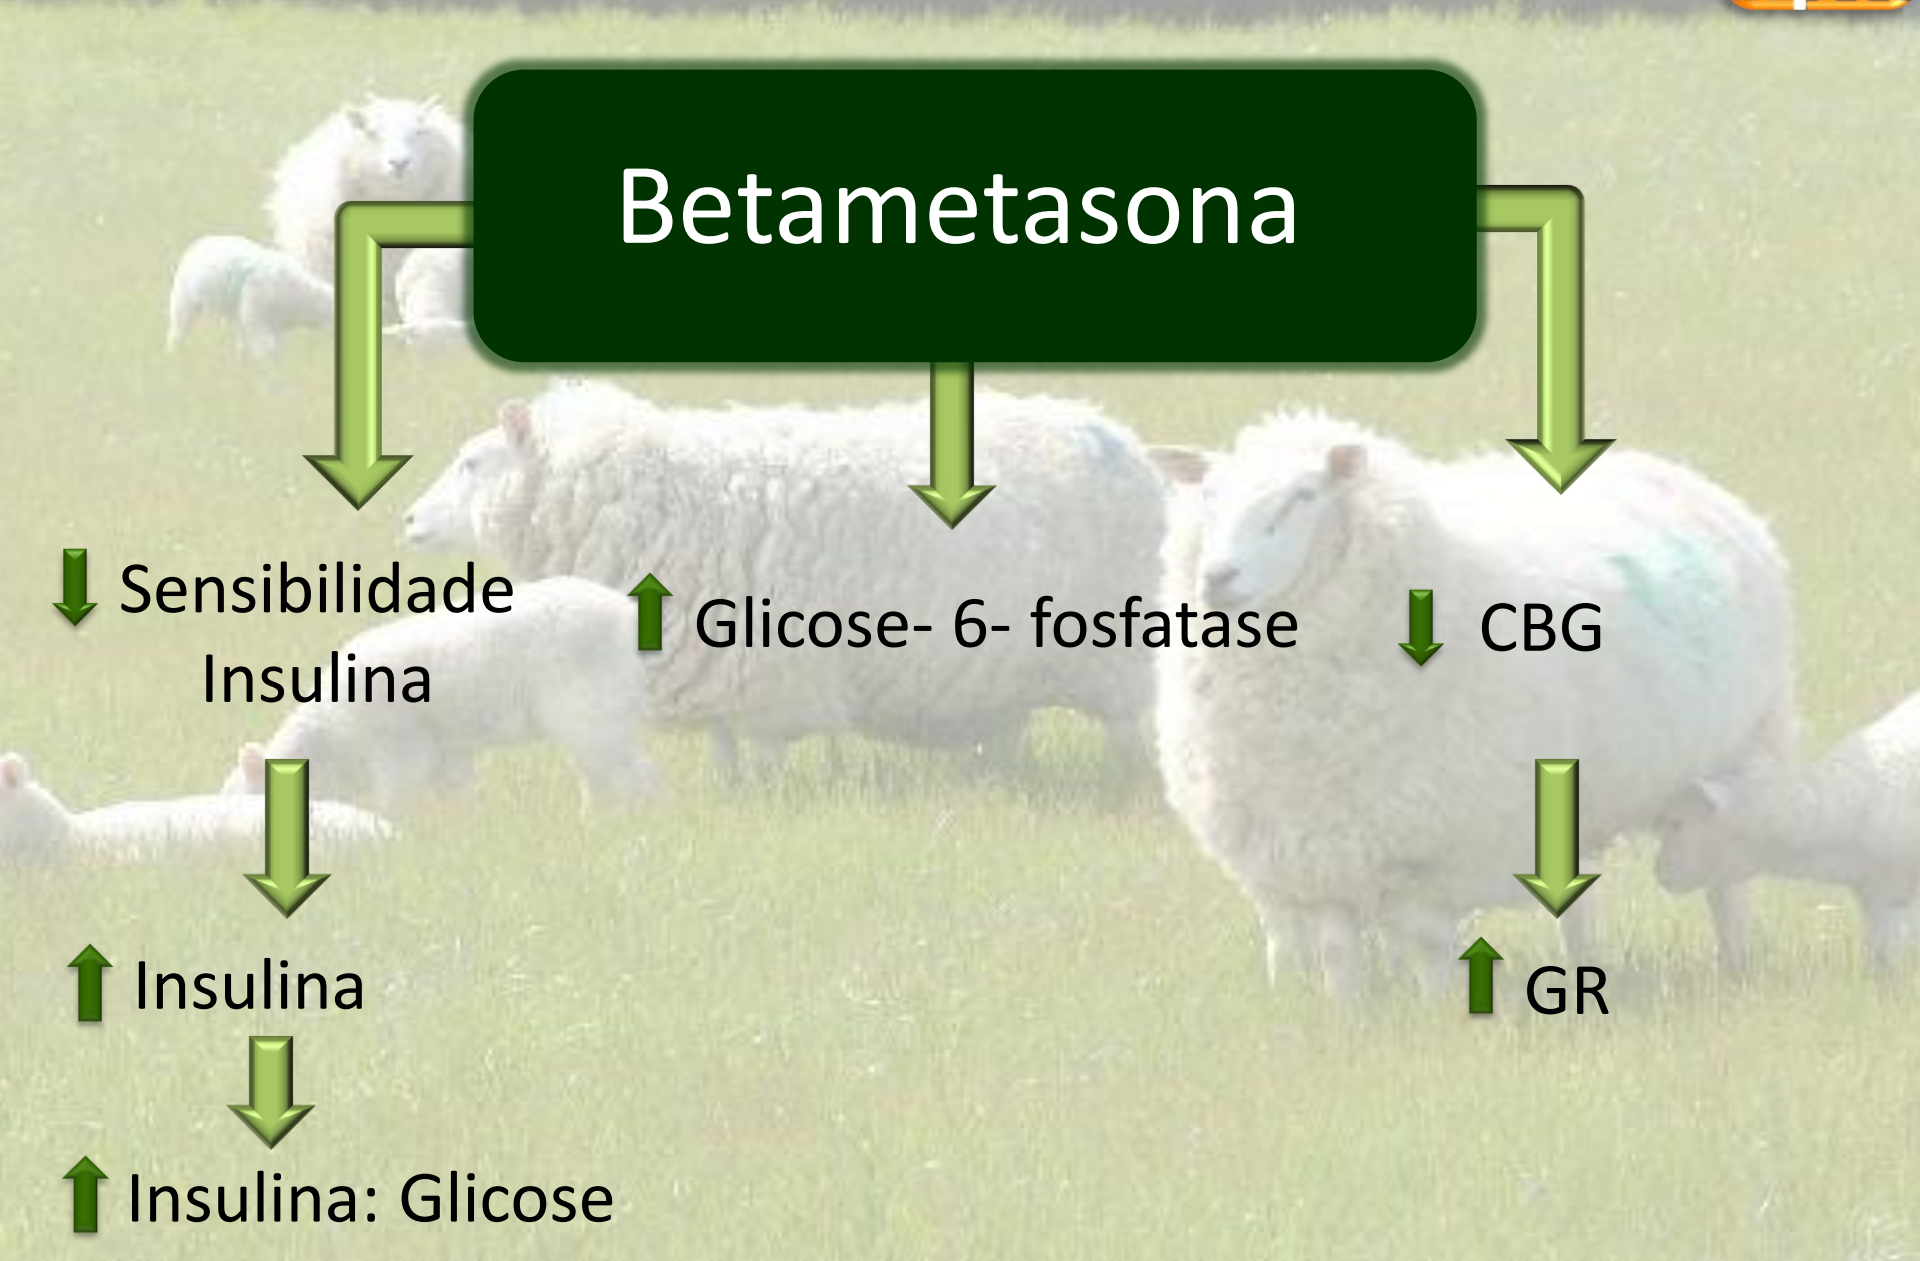 Betametasona
Sensibilidade
Insulina
Glicose- 6- fosfatase
CBG
Insulina
GR
Insulina: Glicose